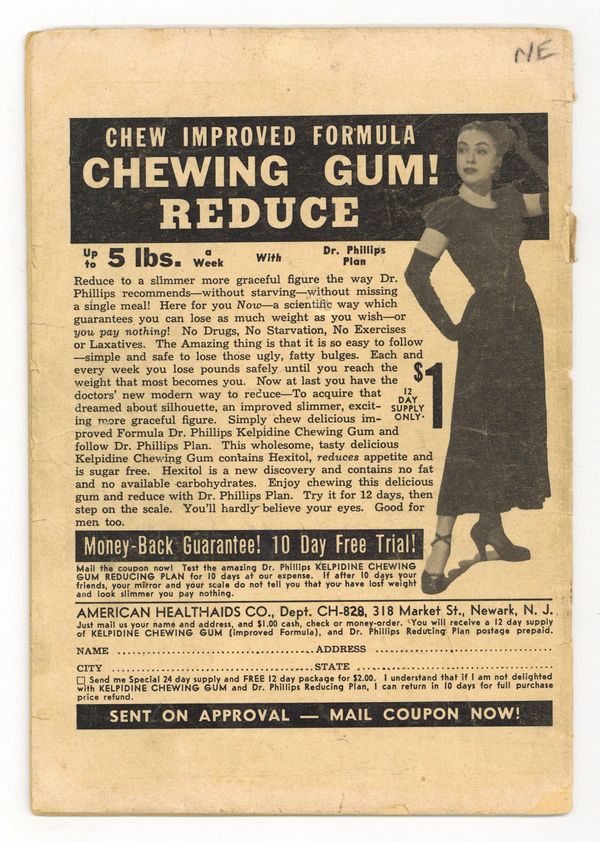 NE
CHEW IMPROVED FORMULA
CHEWING GUM!
REDUCE
Up to 5 lbs. a Week With Dr. Phillips Plan
Reduce to a slimmer more graceful figure the way Dr.
Phillips recommends—without starving—without missing
a single meal! Here for you Now—a scientific way which
guarantees you can lose as much weight as you wish—or
you pay nothing! No Drugs, No Starvation, No Exercises
or Laxatives. The Amazing thing is that it is so easy to follow
—simple and safe to lose those ugly, fatty bulges. Each and
every week you lose pounds safely until you reach the
weight that most becomes you. Now at last you have the
doctors' new modern way to reduce—To acquire that
dreamed about silhouette, an improved slimmer, excit-
ing more graceful figure. Simply chew delicious im-
proved Formula Dr. Phillips Kelpidine Chewing Gum and
follow Dr. Phillips Plan. This wholesome, tasty delicious
Kelpidine Chewing Gum contains Hexitol, reduces appetite and
is sugar free. Hexitol is a new discovery and contains no fat
and no available carbohydrates. Enjoy chewing this delicious
gum and reduce with Dr. Phillips Plan. Try it for 12 days, then
step on the scale. You'll hardly believe your eyes. Good for
men too.
$1
12
DAY
SUPPLY
ONLY.
Money-Back Guarantee! 10 Day Free Trial!
Mail the coupon now! Test the amazing Dr. Phillips KELPIDINE CHEWING
GUM REDUCING PLAN for 10 days at our expense. If after 10 days your
friends, your mirror and your scale do not tell you that you have lost weight
and look slimmer you pay nothing.
AMERICAN HEALTHAIDS CO., Dept. CH-828, 318 Market St., Newark, N. J.
Just mail us your name and address, and $1.00 cash, check or money-order. You will receive a 12 day supply
of KELPIDINE CHEWING GUM (improved Formula), and Dr. Phillips Reducing Plan postage prepaid.
NAME ........ ADDRESS ........
CITY ........ STATE ........
☐ Send me Special 24 day supply and FREE 12 day package for $2.00. I understand that if I am not delighted
with KELPIDINE CHEWING GUM and Dr. Phillips Reducing Plan, I can return in 10 days for full purchase
price refund.
SENT ON APPROVAL — MAIL COUPON NOW!